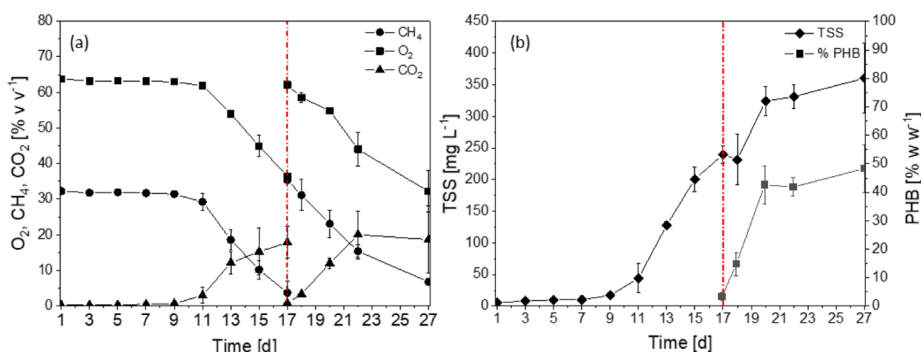 (a)
CH₄
O₂
CO₂
O₂, CH₄, CO₂ [% v v⁻¹]
80
70
60
50
40
30
20
10
0
1 3 5 7 9 11 13 15 17 19 21 23 25 27
Time [d]
(b)
TSS
% PHB
TSS [mg L⁻¹]
450
400
350
300
250
200
150
100
50
0
PHB [% w w⁻¹]
100
90
80
70
60
50
40
30
20
10
0
1 3 5 7 9 11 13 15 17 19 21 23 25 27
Time [d]